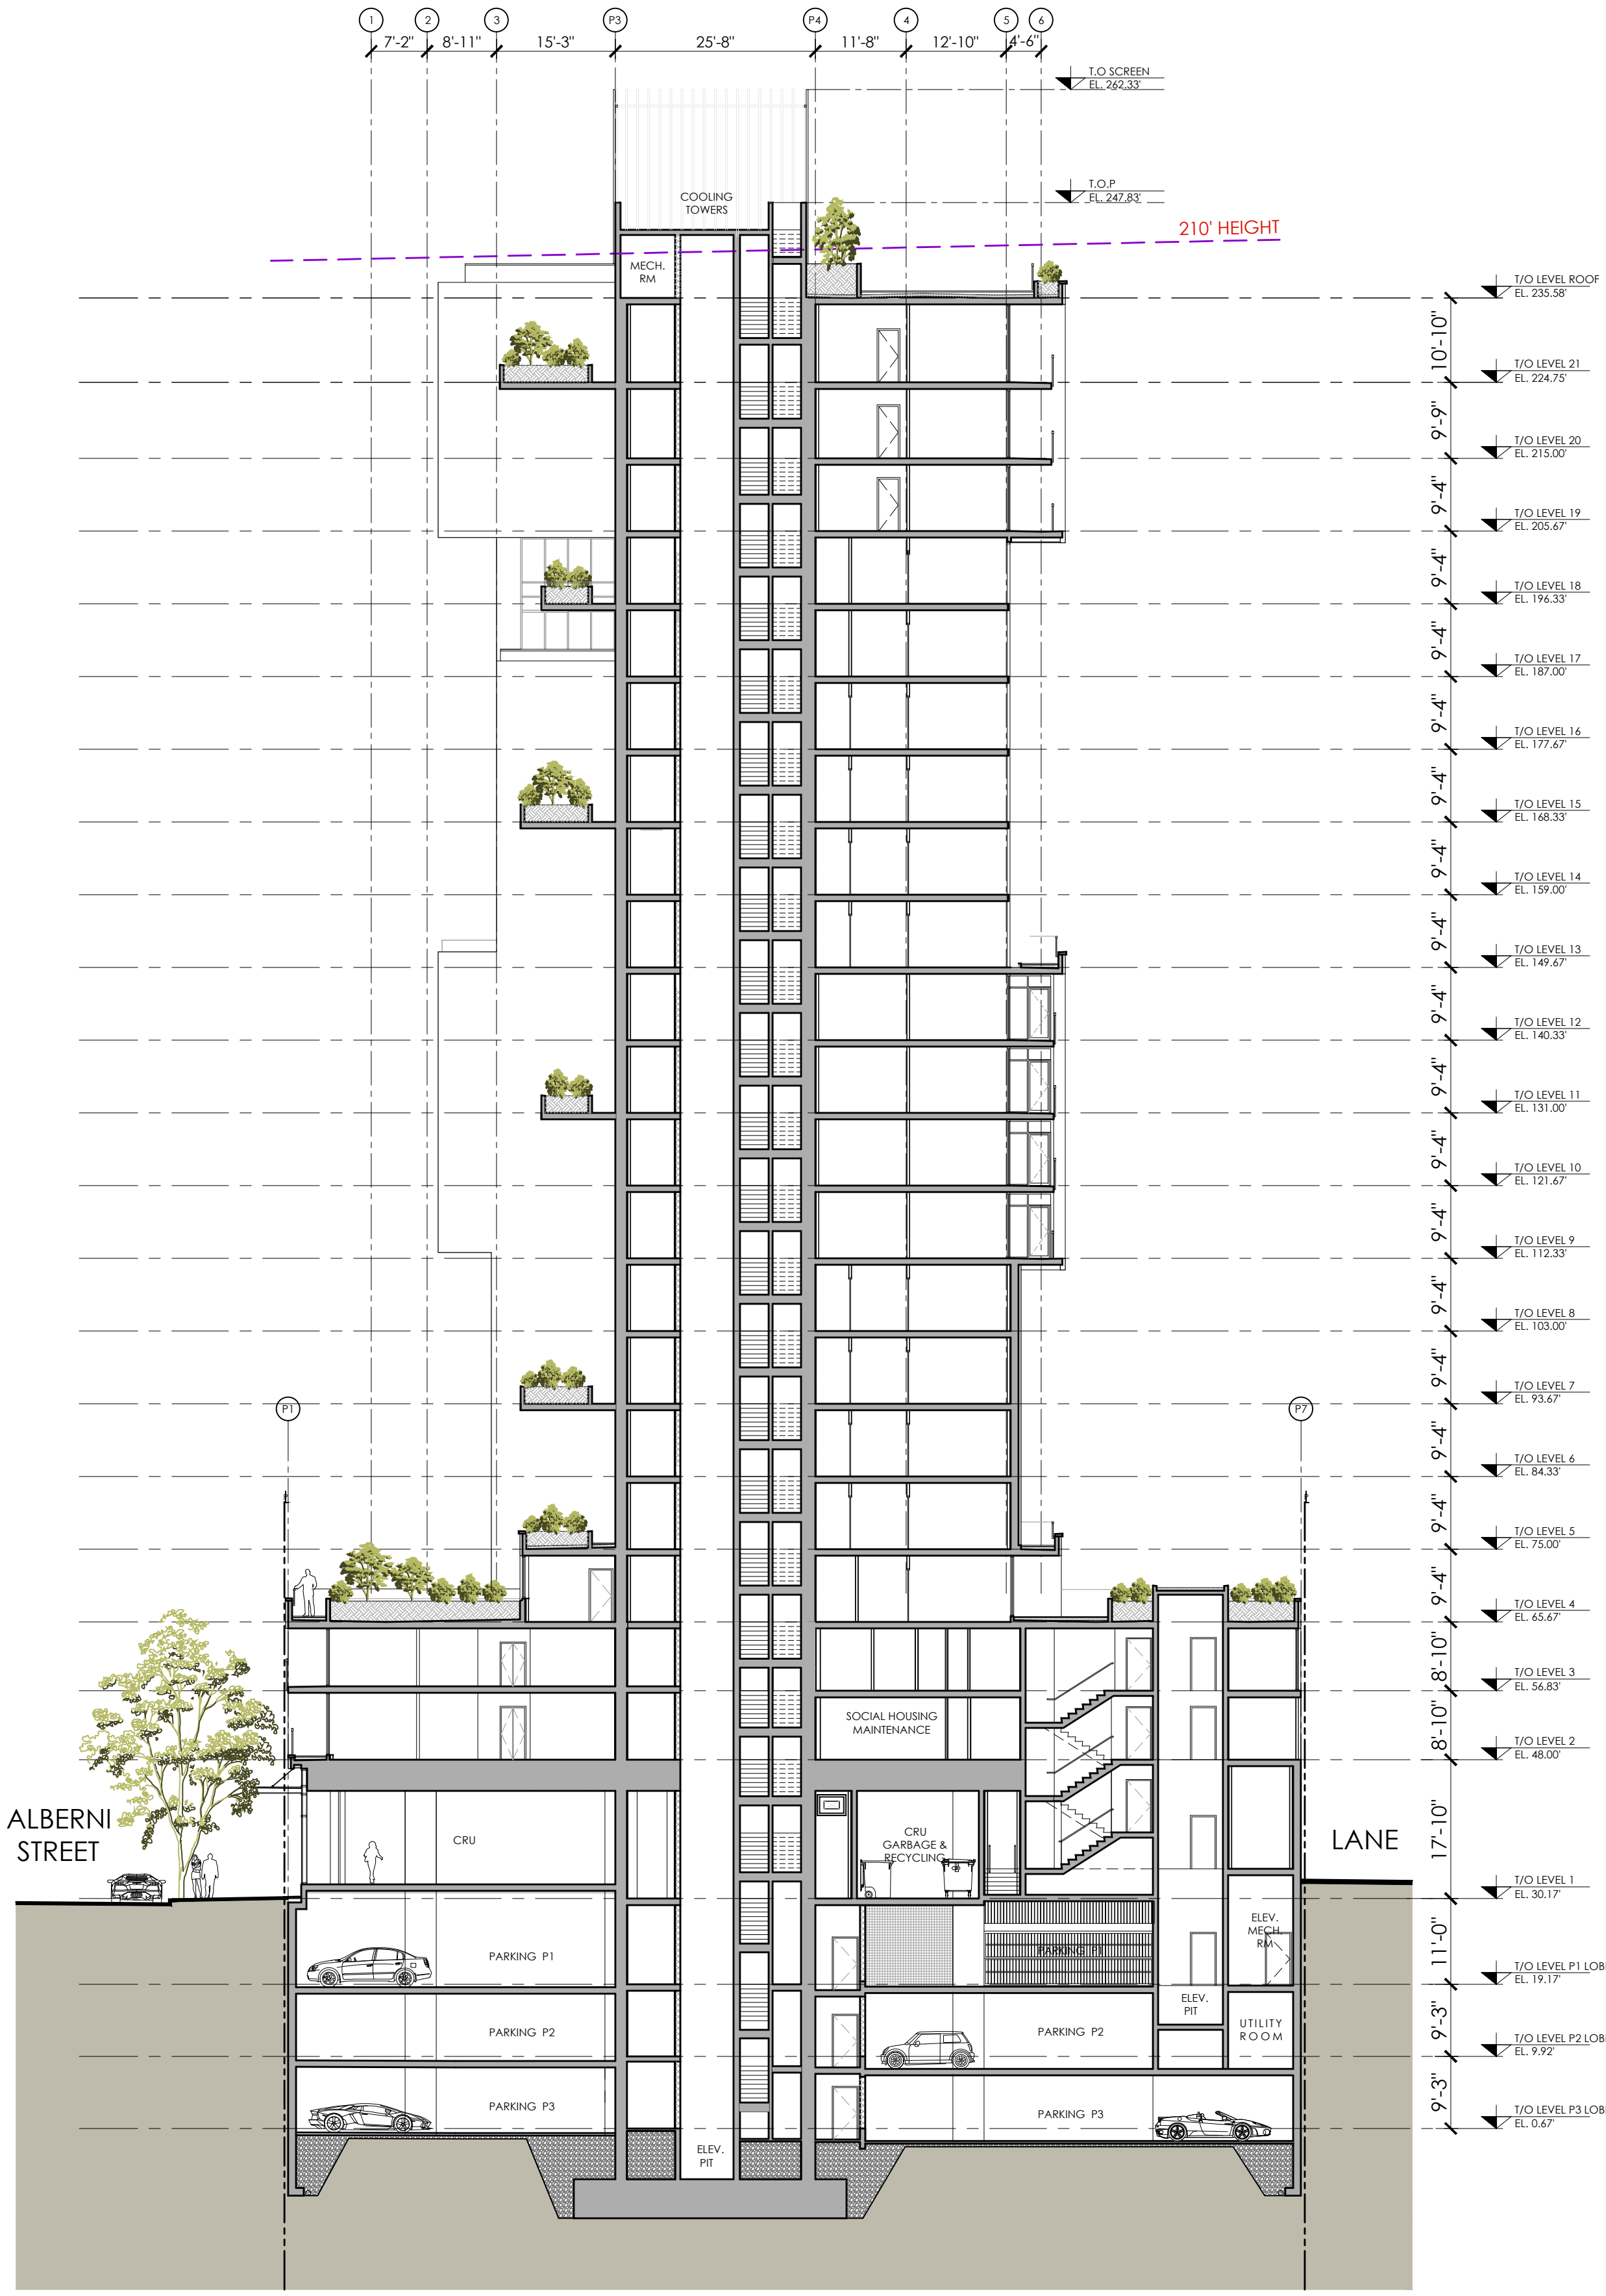 1 2 3 P3 P4 4 5 6
7'-2" 8'-11" 15'-3" 25'-8" 11'-8" 12'-10" 4'-6"
T.O SCREEN
EL. 262.33'
T.O.P
EL. 247.83'
COOLING
TOWERS
210' HEIGHT
MECH.
RM
T/O LEVEL ROOF
EL. 235.58'
10'-10"
T/O LEVEL 21
EL. 224.75'
9'-9"
T/O LEVEL 20
EL. 215.00'
9'-4"
T/O LEVEL 19
EL. 205.67'
9'-4"
T/O LEVEL 18
EL. 196.33'
9'-4"
T/O LEVEL 17
EL. 187.00'
9'-4"
T/O LEVEL 16
EL. 177.67'
9'-4"
T/O LEVEL 15
EL. 168.33'
9'-4"
T/O LEVEL 14
EL. 159.00'
9'-4"
T/O LEVEL 13
EL. 149.67'
9'-4"
T/O LEVEL 12
EL. 140.33'
9'-4"
T/O LEVEL 11
EL. 131.00'
9'-4"
T/O LEVEL 10
EL. 121.67'
9'-4"
T/O LEVEL 9
EL. 112.33'
9'-4"
T/O LEVEL 8
EL. 103.00'
9'-4"
T/O LEVEL 7
EL. 93.67'
P1 P7
9'-4"
T/O LEVEL 6
EL. 84.33'
9'-4"
T/O LEVEL 5
EL. 75.00'
9'-4"
T/O LEVEL 4
EL. 65.67'
8'-10"
T/O LEVEL 3
EL. 56.83'
SOCIAL HOUSING
MAINTENANCE
8'-10"
T/O LEVEL 2
EL. 48.00'
ALBERNI
STREET
CRU
CRU
GARBAGE &
RECYCLING
LANE
17'-10"
T/O LEVEL 1
EL. 30.17'
PARKING P1
PARKING P1
ELEV.
MECH.
RM
11'-0"
T/O LEVEL P1 LOB
EL. 19.17'
ELEV.
PIT
PARKING P2
PARKING P2
UTILITY
ROOM
9'-3"
T/O LEVEL P2 LOB
EL. 9.92'
PARKING P3
PARKING P3
9'-3"
T/O LEVEL P3 LOB
EL. 0.67'
ELEV.
PIT